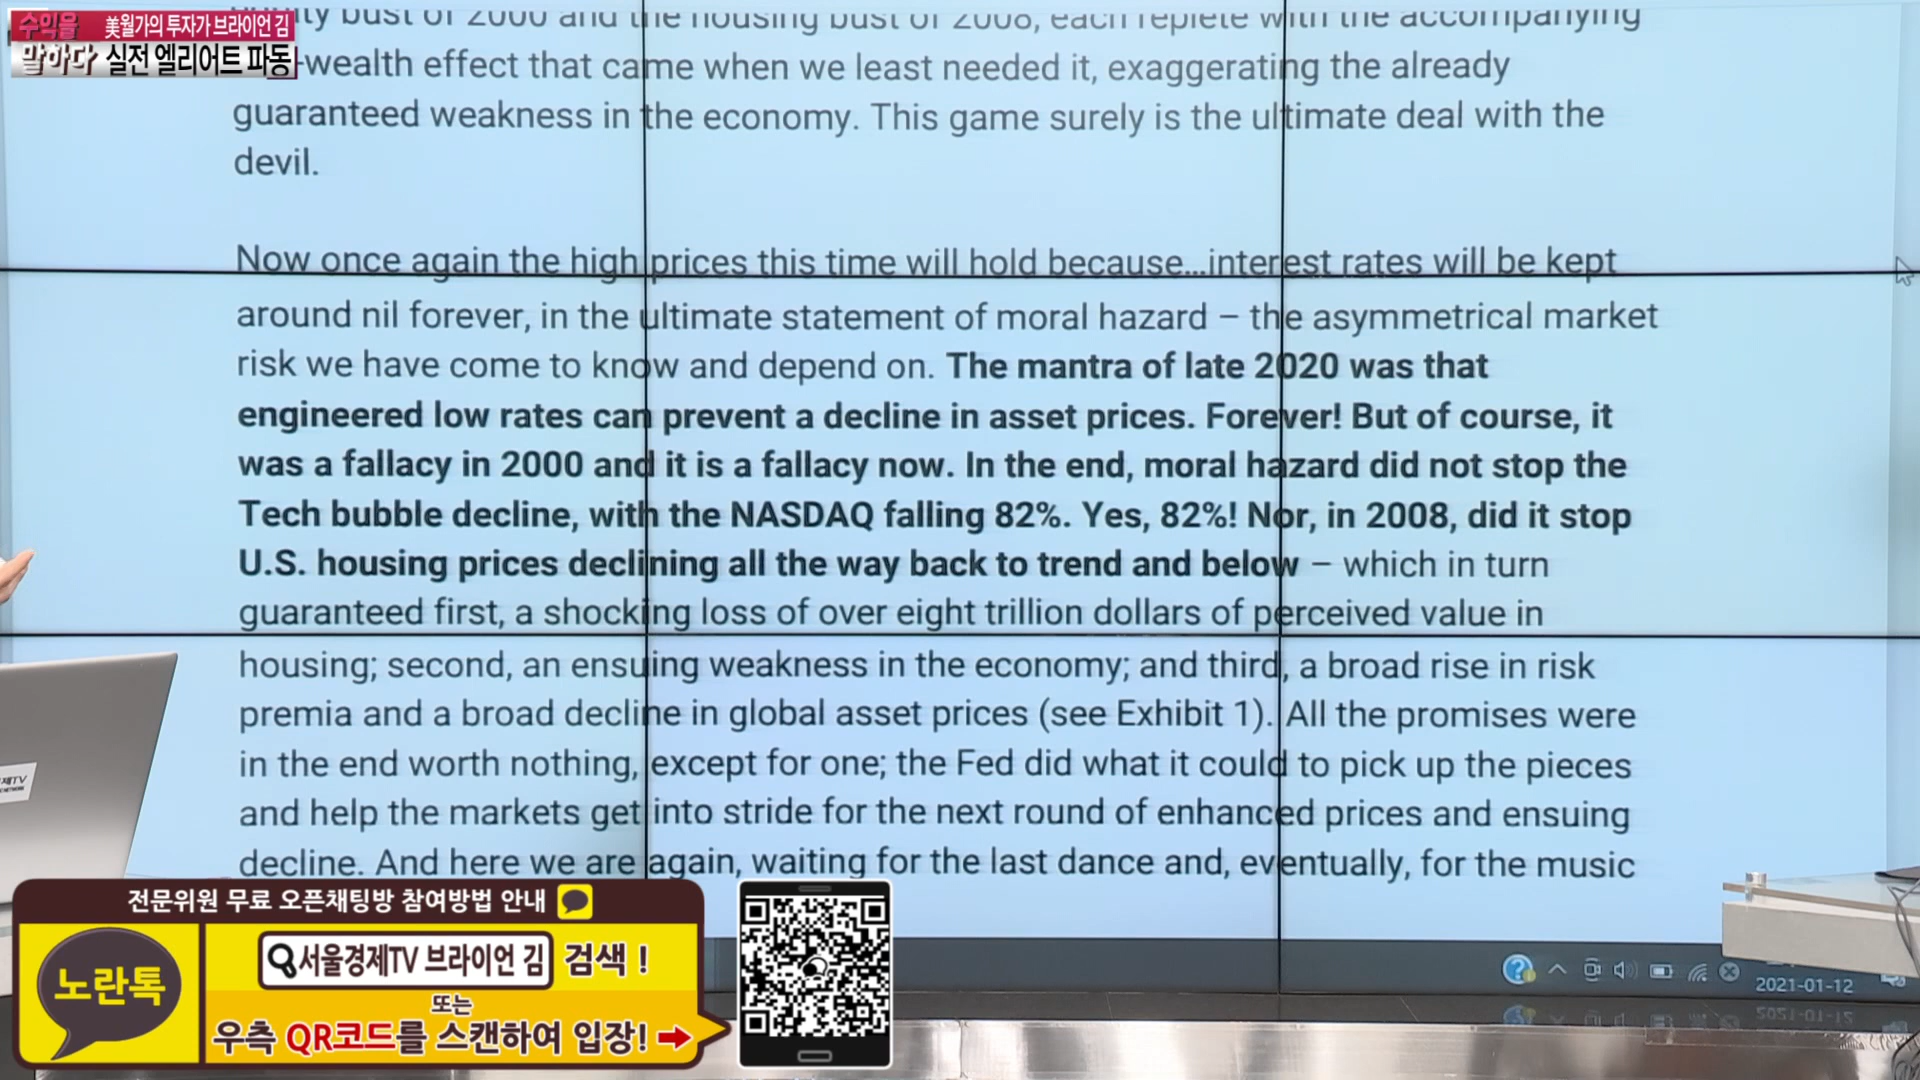 수익을
말하다
美월가의 투자가 브라이언 김
실전 엘리어트 파동
bust of 2000 and the housing bust of 2008, each replete with the accompanying
-wealth effect that came when we least needed it, exaggerating the already
guaranteed weakness in the economy. This game surely is the ultimate deal with the
devil.
Now once again the high prices this time will hold because...interest rates will be kept
around nil forever, in the ultimate statement of moral hazard – the asymmetrical market
risk we have come to know and depend on. The mantra of late 2020 was that
engineered low rates can prevent a decline in asset prices. Forever! But of course, it
was a fallacy in 2000 and it is a fallacy now. In the end, moral hazard did not stop the
Tech bubble decline, with the NASDAQ falling 82%. Yes, 82%! Nor, in 2008, did it stop
U.S. housing prices declining all the way back to trend and below – which in turn
guaranteed first, a shocking loss of over eight trillion dollars of perceived value in
housing; second, an ensuing weakness in the economy; and third, a broad rise in risk
premia and a broad decline in global asset prices (see Exhibit 1). All the promises were
in the end worth nothing, except for one; the Fed did what it could to pick up the pieces
and help the markets get into stride for the next round of enhanced prices and ensuing
decline. And here we are again, waiting for the last dance and, eventually, for the music
전문위원 무료 오픈채팅방 참여방법 안내
노란톡
서울경제TV 브라이언 김 검색 !
또는
우측 QR코드를 스캔하여 입장!
2021-01-12